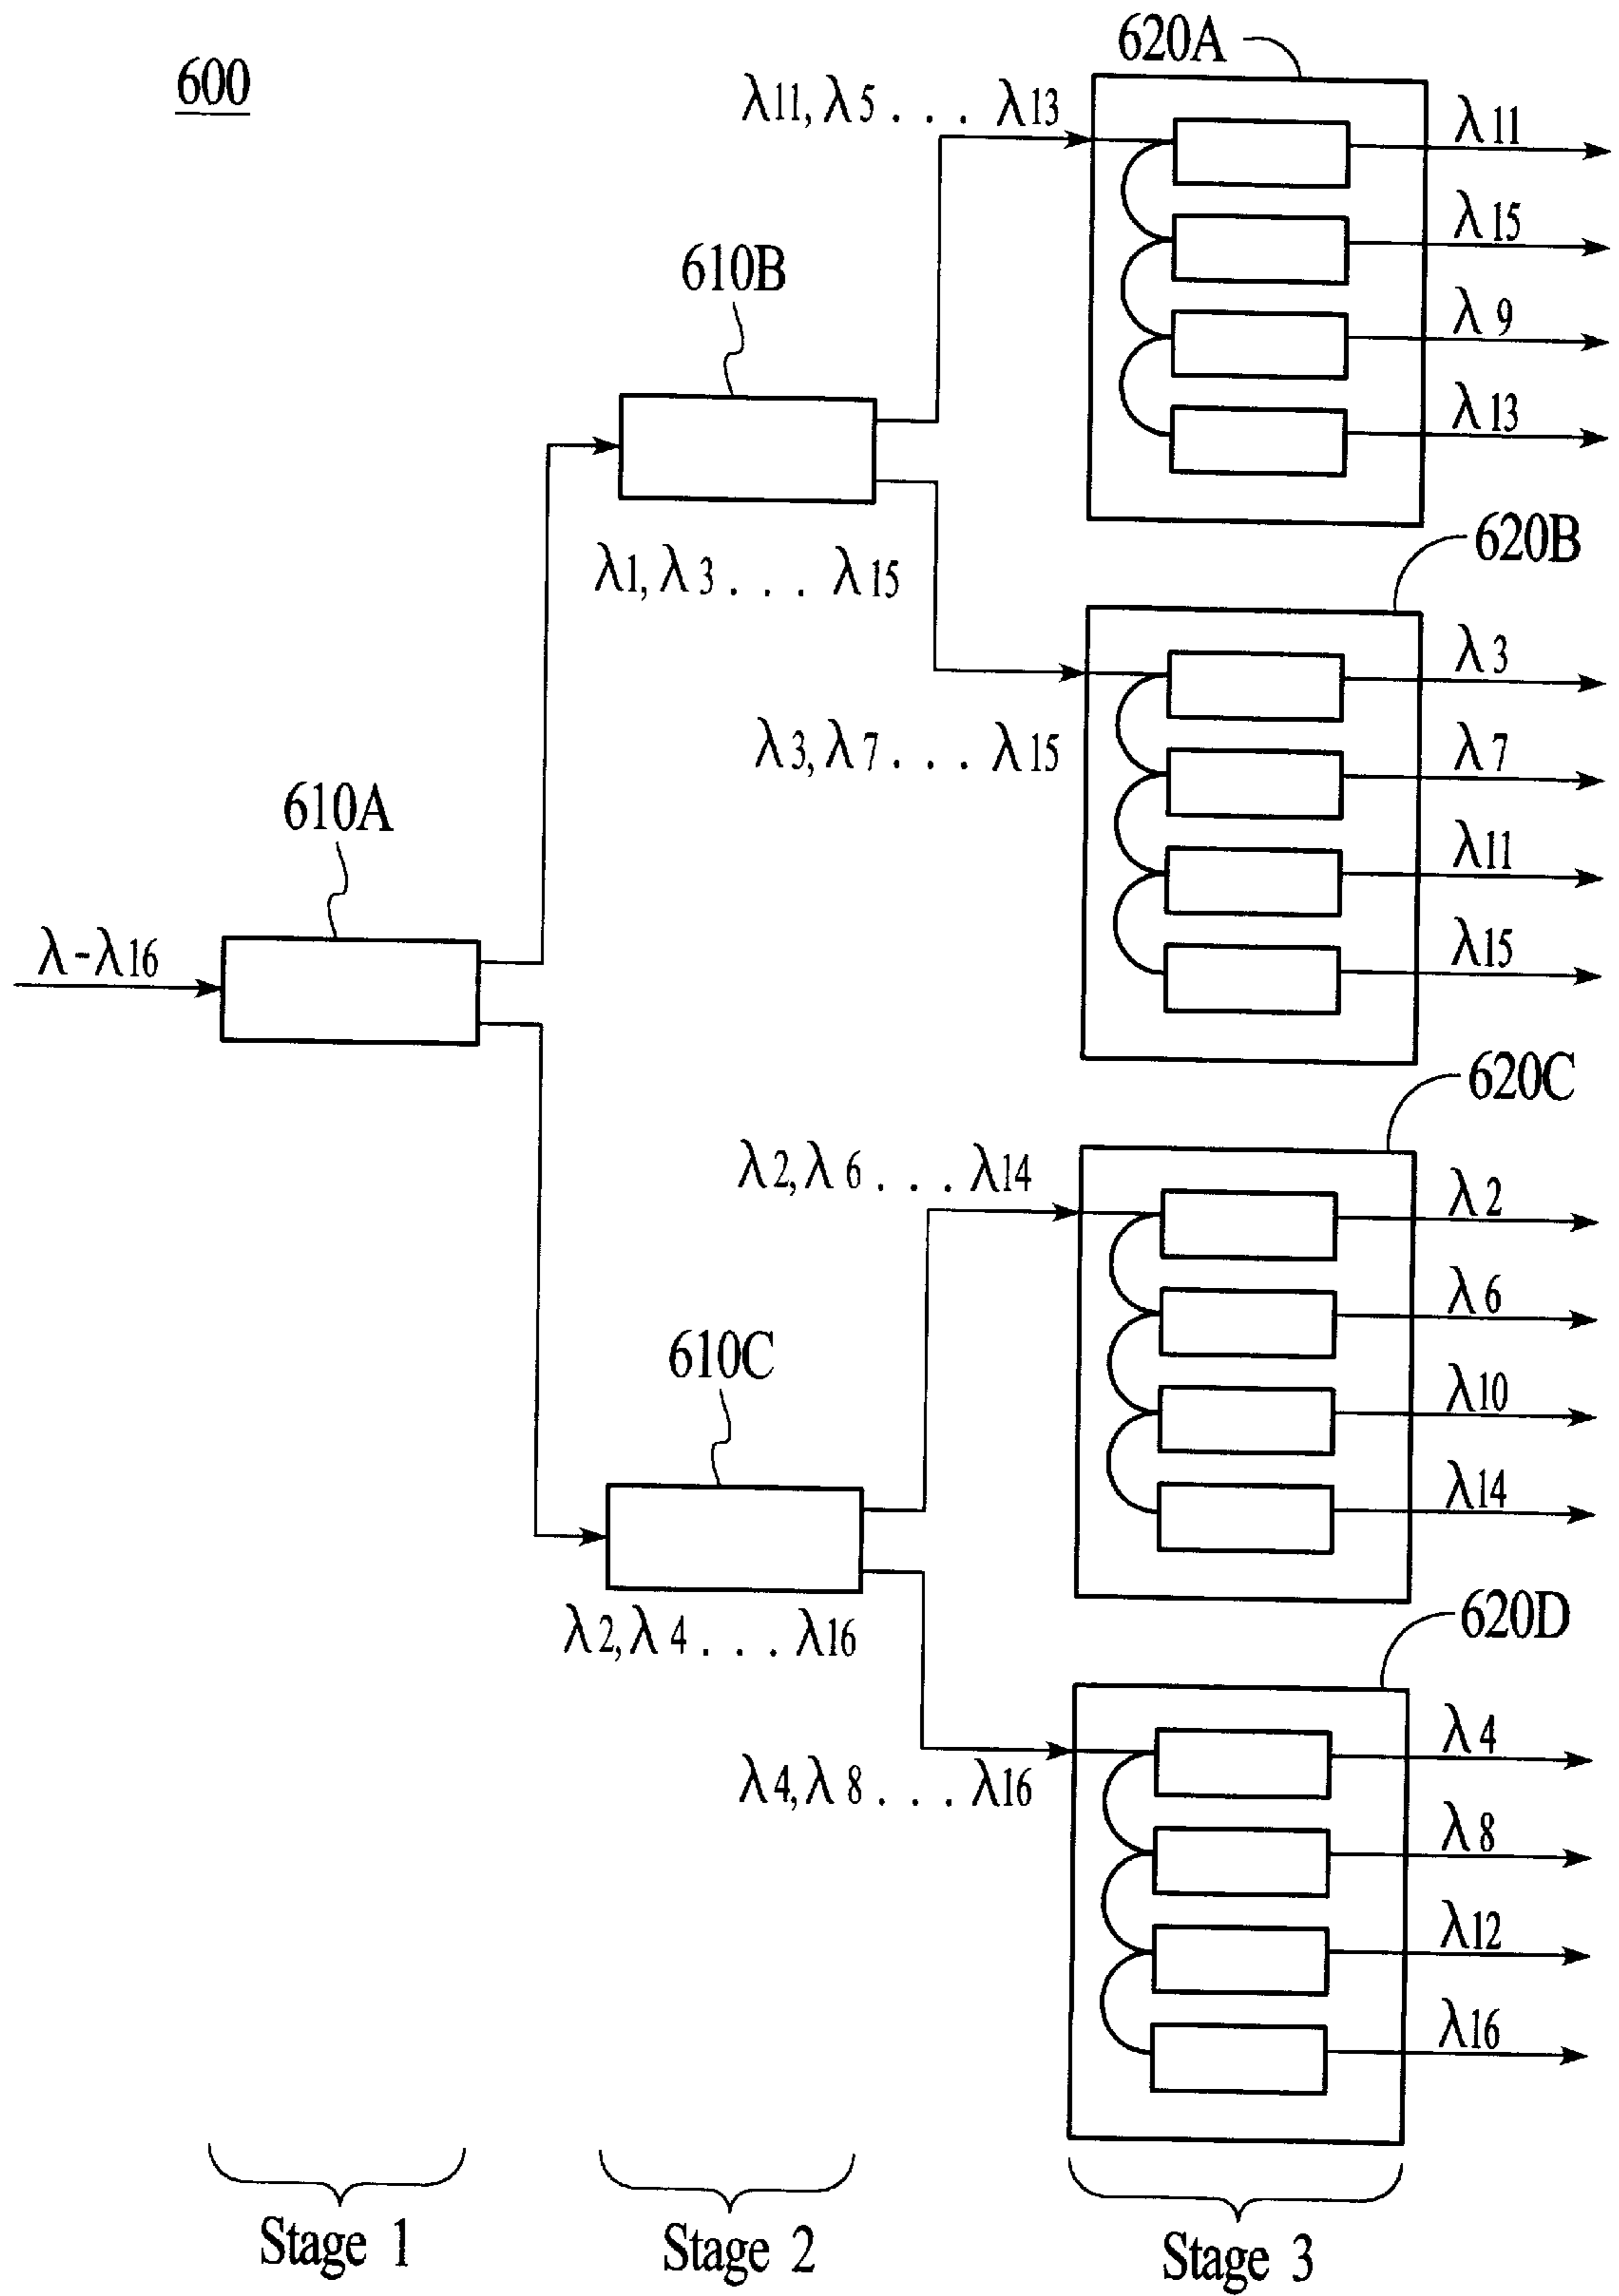 600
620A
λ11, λ5 . . . λ13
λ11
λ15
λ9
λ13
610B
λ1, λ3 . . . λ15
620B
λ3, λ7 . . . λ15
λ3
λ7
λ11
λ15
610A
λ-λ16
620C
λ2, λ6 . . . λ14
λ2
λ6
λ10
λ14
610C
λ2, λ4 . . . λ16
620D
λ4, λ8 . . . λ16
λ4
λ8
λ12
λ16
Stage 1
Stage 2
Stage 3